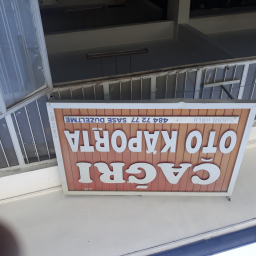 ÇAĞRI
OTO KAPORTA
484 72 77 ŞASE DÜZELTME